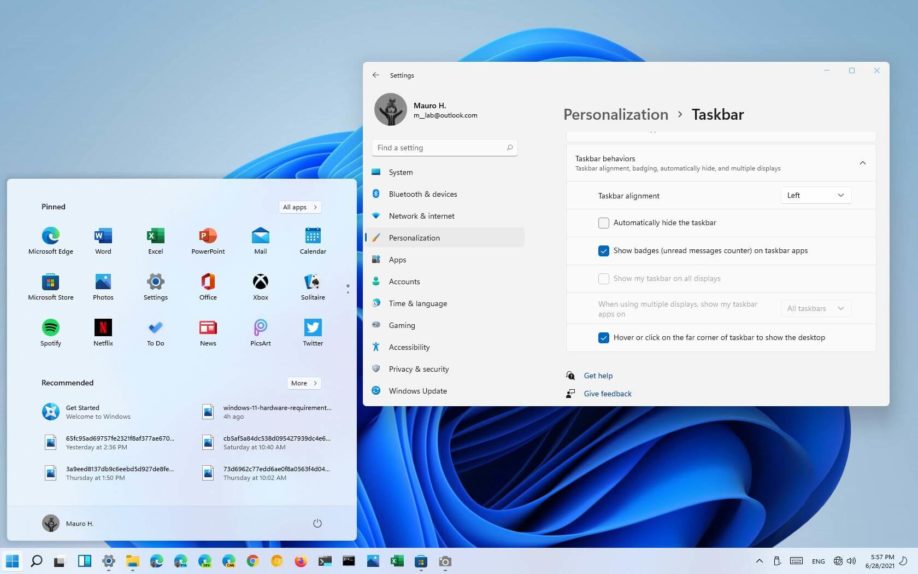 Settings
Mauro H.
m_lab@outlook.com
Find a setting
System
Bluetooth & devices
Network & internet
Personalization
Apps
Accounts
Time & language
Gaming
Accessibility
Privacy & security
Windows Update
Personalization > Taskbar
Taskbar behaviors
Taskbar alignment, badging, automatically hide, and multiple displays
Taskbar alignment Left
Automatically hide the taskbar
Show badges (unread messages counter) on taskbar apps
Show my taskbar on all displays
When using multiple displays, show my taskbar
apps on
All taskbars
Hover or click on the far corner of taskbar to show the desktop
Get help
Give feedback
Pinned All apps >
Microsoft Edge Word Excel PowerPoint Mail Calendar
Microsoft Store Photos Settings Office Xbox Solitaire
Spotify Netflix To Do News PicsArt Twitter
Recommended More >
Get Started
Welcome to Windows
windows-11-hardware-requirement...
4h ago
Yesterday at 2:36 PM
Saturday at 10:40 AM
Thursday at 1:50 PM
Thursday at 10:02 AM
Mauro H.
ENG
5:57 PM
6/28/2021